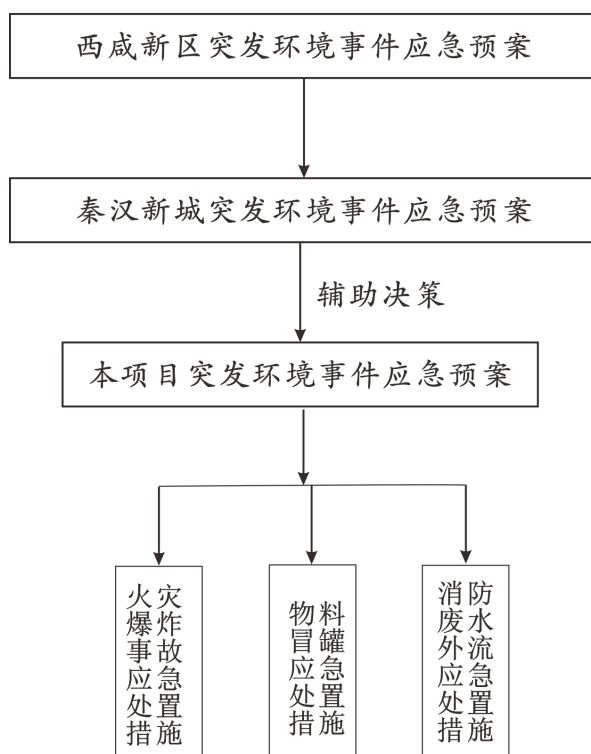 西咸新区突发环境事件应急预案
秦汉新城突发环境事件应急预案
辅助决策
本项目突发环境事件应急预案
火灾
爆炸
事故
应急
处置
措施
物料
冒罐
应急
处置
措施
消防
废水
外流
应急
处置
措施